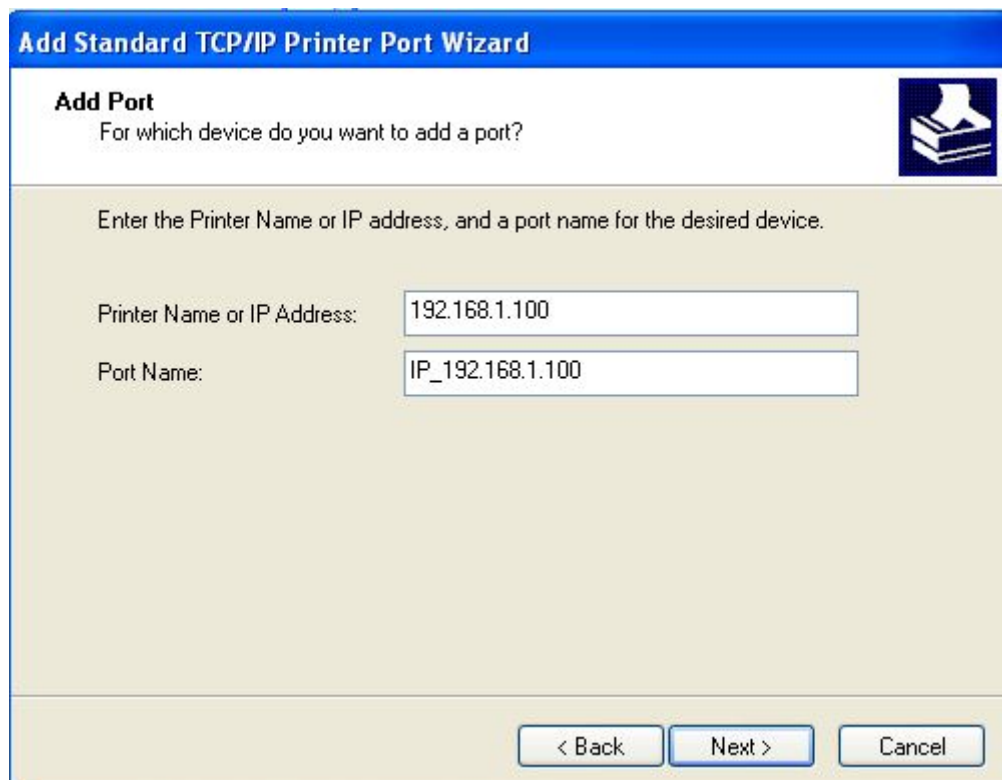 Add Standard TCP/IP Printer Port Wizard
Add Port
For which device do you want to add a port?
Enter the Printer Name or IP address, and a port name for the desired device.
Printer Name or IP Address: 192.168.1.100
Port Name: IP_192.168.1.100
< Back Next > Cancel